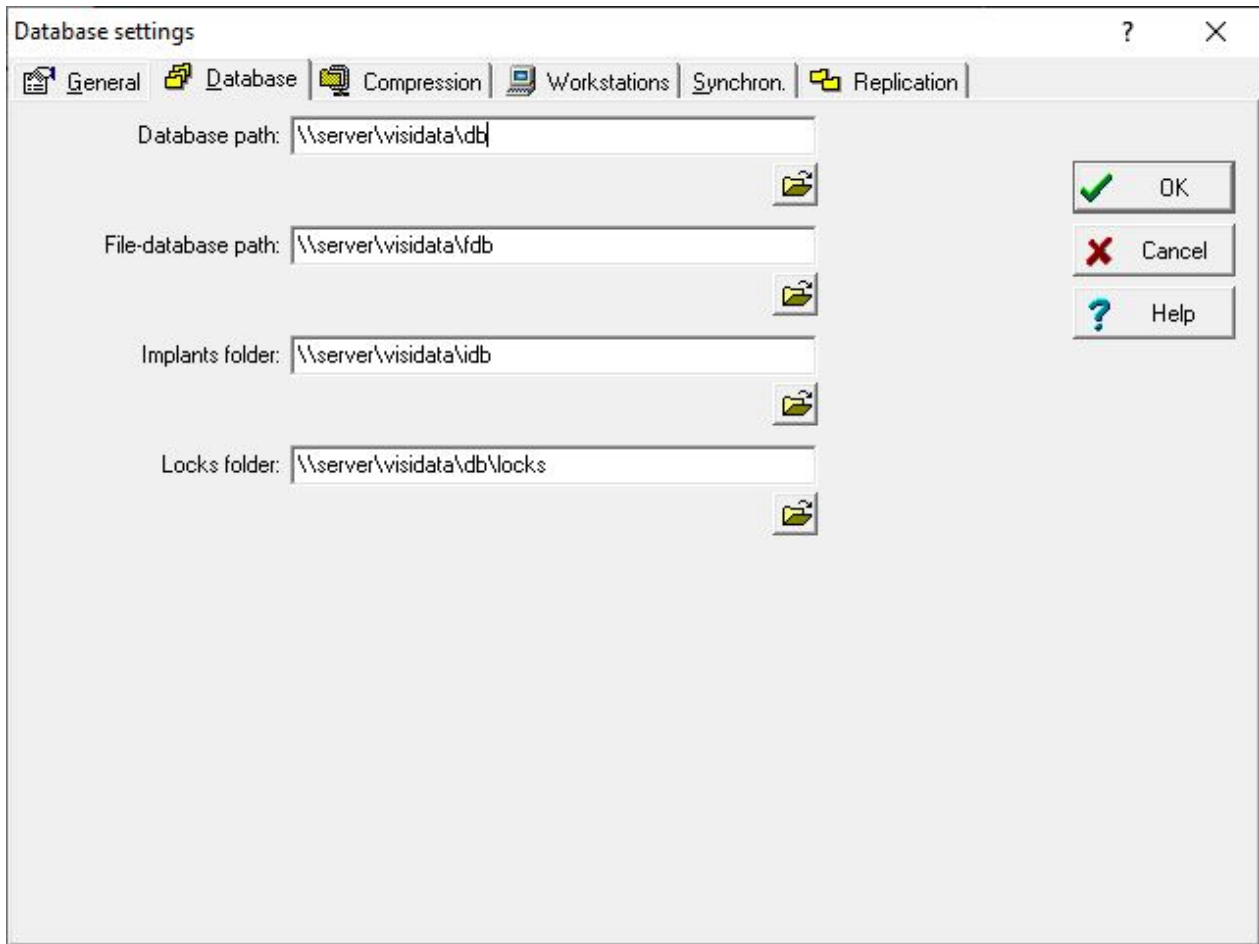 Database settings ?
General Database Compression Workstations Synchron. Replication
Database path: \\server\visidata\db
OK
File-database path: \\server\visidata\fdb
Cancel
Help
Implants folder: \\server\visidata\idb
Locks folder: \\server\visidata\db\locks